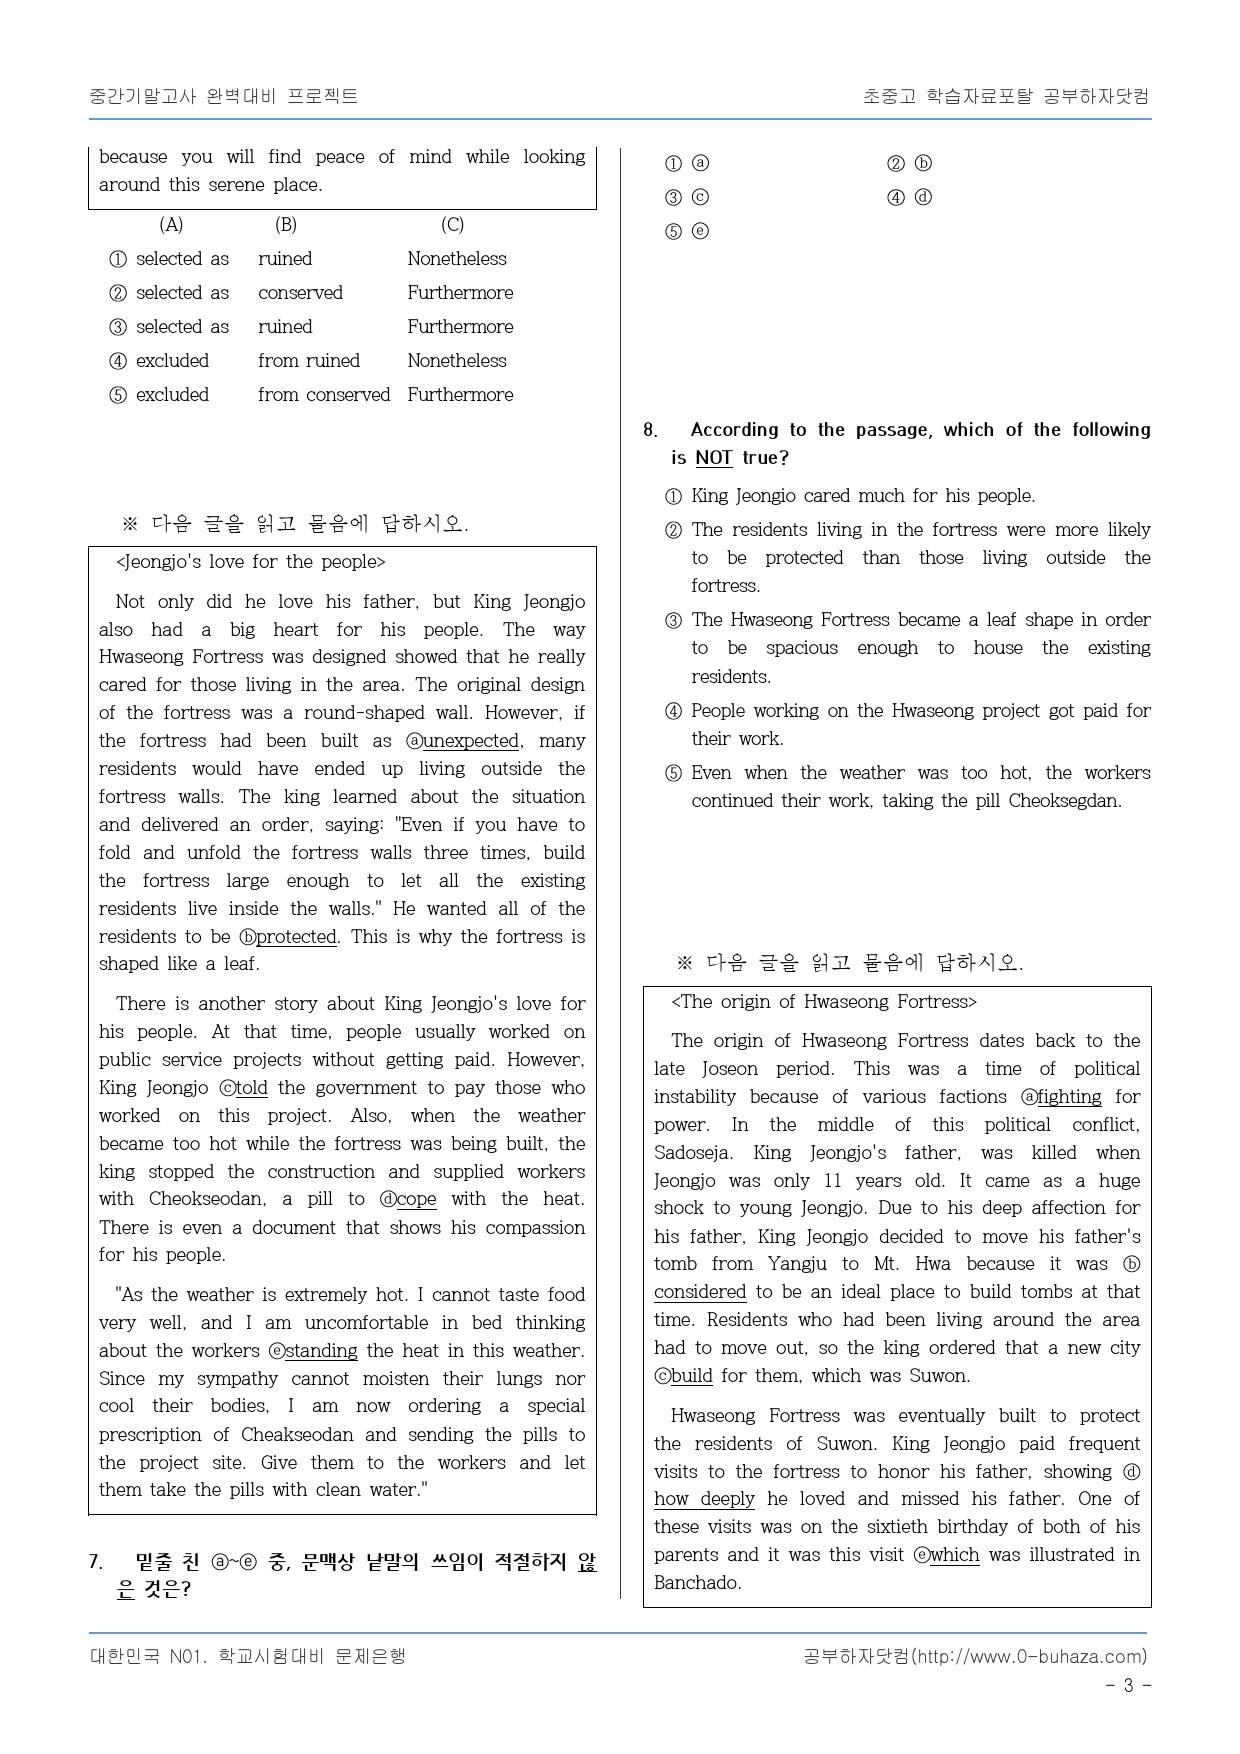 중간기말고사 완벽대비 프로젝트
초중고 학습자료포탈 공부하자닷컴
because you will find peace of mind while looking
around this serene place.
(A) (B) (C)
① selected as ruined Nonetheless
② selected as conserved Furthermore
③ selected as ruined Furthermore
④ excluded from ruined Nonetheless
⑤ excluded from conserved Furthermore
※ 다음 글을 읽고 물음에 답하시오.
<Jeongjo's love for the people>
Not only did he love his father, but King Jeongjo
also had a big heart for his people. The way
Hwaseong Fortress was designed showed that he really
cared for those living in the area. The original design
of the fortress was a round-shaped wall. However, if
the fortress had been built as ⓐunexpected, many
residents would have ended up living outside the
fortress walls. The king learned about the situation
and delivered an order, saying: "Even if you have to
fold and unfold the fortress walls three times, build
the fortress large enough to let all the existing
residents live inside the walls." He wanted all of the
residents to be ⓑprotected. This is why the fortress is
shaped like a leaf.
There is another story about King Jeongjo's love for
his people. At that time, people usually worked on
public service projects without getting paid. However,
King Jeongjo ⓒtold the government to pay those who
worked on this project. Also, when the weather
became too hot while the fortress was being built, the
king stopped the construction and supplied workers
with Cheokseodan, a pill to ⓓcope with the heat.
There is even a document that shows his compassion
for his people.
"As the weather is extremely hot. I cannot taste food
very well, and I am uncomfortable in bed thinking
about the workers ⓔstanding the heat in this weather.
Since my sympathy cannot moisten their lungs nor
cool their bodies, I am now ordering a special
prescription of Cheakseodan and sending the pills to
the project site. Give them to the workers and let
them take the pills with clean water."
7. 밑줄 친 ⓐ~ⓔ 중, 문맥상 낱말의 쓰임이 적절하지 않
은 것은?
① ⓐ ② ⓑ
③ ⓒ ④ ⓓ
⑤ ⓔ
8. According to the passage, which of the following
is NOT true?
① King Jeongio cared much for his people.
② The residents living in the fortress were more likely
to be protected than those living outside the
fortress.
③ The Hwaseong Fortress became a leaf shape in order
to be spacious enough to house the existing
residents.
④ People working on the Hwaseong project got paid for
their work.
⑤ Even when the weather was too hot, the workers
continued their work, taking the pill Cheoksegdan.
※ 다음 글을 읽고 물음에 답하시오.
<The origin of Hwaseong Fortress>
The origin of Hwaseong Fortress dates back to the
late Joseon period. This was a time of political
instability because of various factions ⓐfighting for
power. In the middle of this political conflict,
Sadoseja. King Jeongjo's father, was killed when
Jeongjo was only 11 years old. It came as a huge
shock to young Jeongjo. Due to his deep affection for
his father, King Jeongjo decided to move his father's
tomb from Yangju to Mt. Hwa because it was ⓑ
considered to be an ideal place to build tombs at that
time. Residents who had been living around the area
had to move out, so the king ordered that a new city
ⓒbuild for them, which was Suwon.
Hwaseong Fortress was eventually built to protect
the residents of Suwon. King Jeongjo paid frequent
visits to the fortress to honor his father, showing ⓓ
how deeply he loved and missed his father. One of
these visits was on the sixtieth birthday of both of his
parents and it was this visit ⓔwhich was illustrated in
Banchado.
대한민국 N01. 학교시험대비 문제은행
공부하자닷컴(http://www.0-buhaza.com)
- 3 -